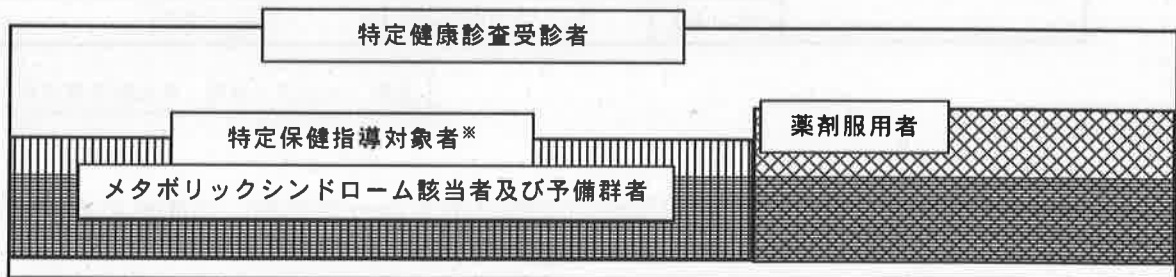 特定健康診査受診者
薬剤服用者
特定保健指導対象者※
メタボリックシンドローム該当者及び予備群者